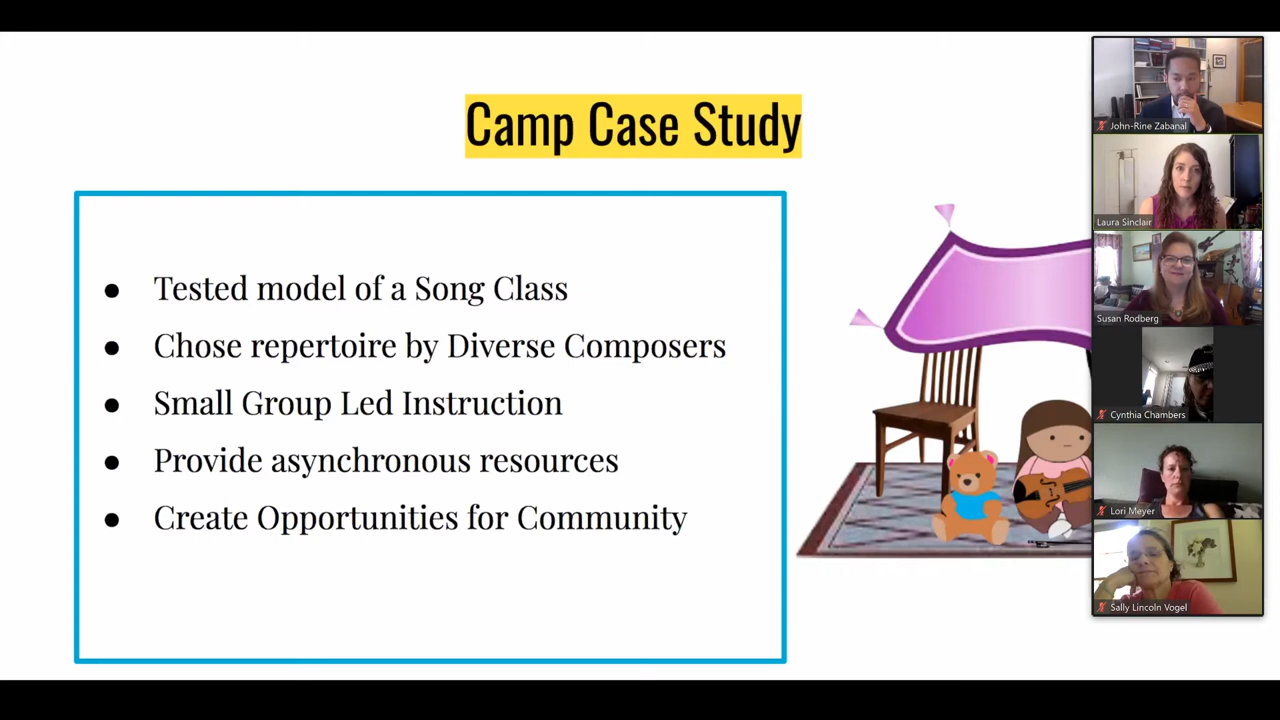 Camp Case Study
● Tested model of a Song Class
● Chose repertoire by Diverse Composers
● Small Group Led Instruction
● Provide asynchronous resources
● Create Opportunities for Community
John-Rine Zabanal
Laura Sinclair
Susan Rodberg
Cynthia Chambers
Lori Meyer
Sally Lincoln Vogel